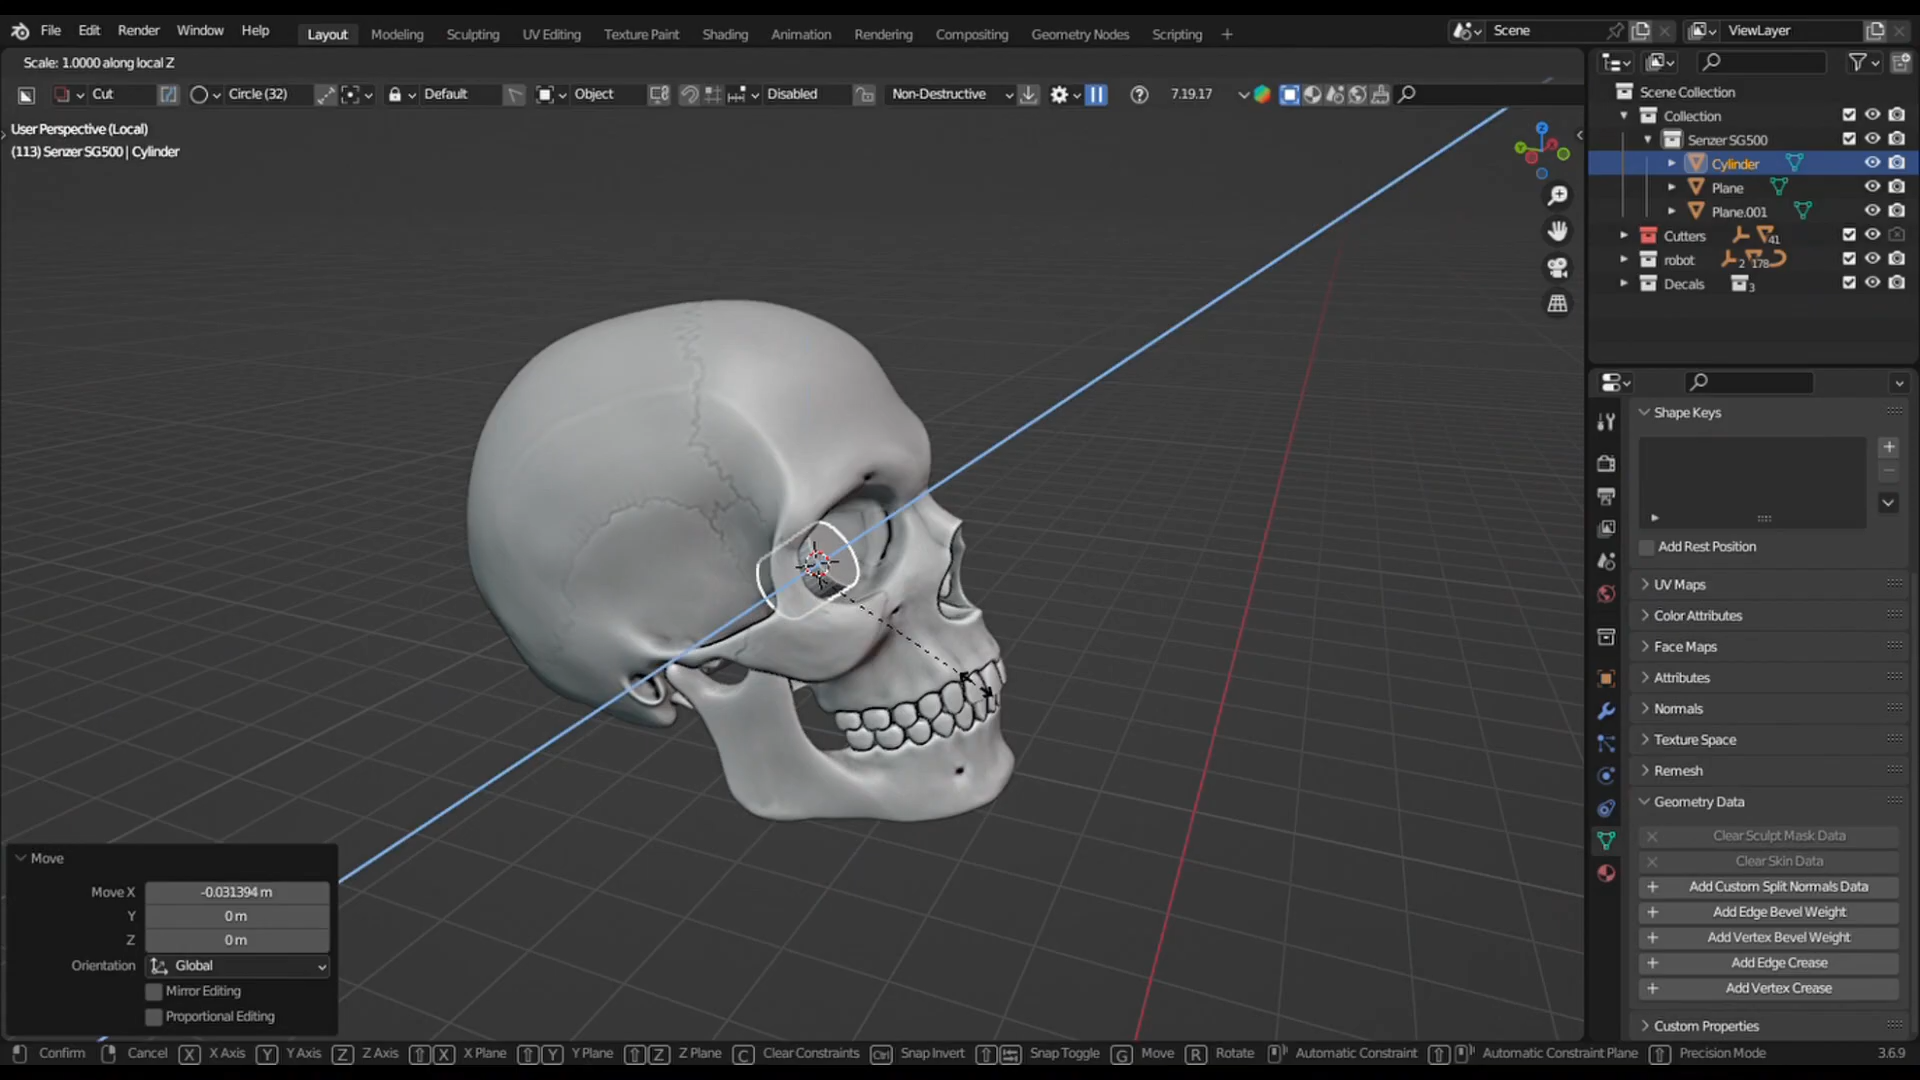 File Edit Render Window Help Layout Modeling Sculpting UV Editing Texture Paint Shading Animation Rendering Compositing Geometry Nodes Scripting + Scene ViewLayer
Scale: 1.0000 along local Z
Cut Circle (32) Default Object Disabled Non-Destructive 7.19.17
User Perspective (Local)
(113) Senzer SG500 | Cylinder
Scene Collection
Collection
Senzer SG500
Cylinder
Plane
Plane.001
Cutters 41
robot 2 178
Decals 3
Shape Keys
Add Rest Position
UV Maps
Color Attributes
Face Maps
Attributes
Normals
Texture Space
Remesh
Geometry Data
Clear Sculpt Mask Data
Clear Skin Data
Add Custom Split Normals Data
Add Edge Bevel Weight
Add Vertex Bevel Weight
Add Edge Crease
Add Vertex Crease
Custom Properties
Move
Move X -0.031394 m
Y 0 m
Z 0 m
Orientation Global
Mirror Editing
Proportional Editing
Confirm Cancel X X Axis Y Y Axis Z Z Axis X X Plane Y Y Plane Z Z Plane C Clear Constraints Ctrl Snap Invert Snap Toggle G Move R Rotate Automatic Constraint Automatic Constraint Plane Precision Mode 3.6.9